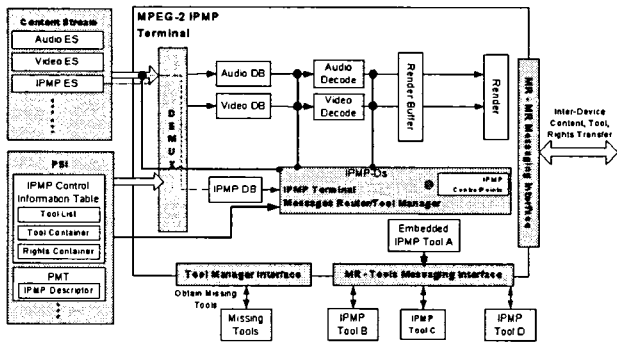 MPEG-2 IPMP
Terminal
Content Stream
Audio ES
Video ES
IPMP ES
DEMUX
Audio DB
Video DB
Audio
Decode
Video
Decode
Render Buffer
Render
MR - MR Messaging Interface
Inter-Device
Content, Tool,
Rights Transfer
PSI
IPMP Control
Information Table
Tool List
Tool Container
Rights Container
PMT
IPMP Descriptor
IPMP DB
IPMP-Ds
IPMP Terminal
Messages Router/Tool Manager
IPMP
ControlPoints
Embedded
IPMP Tool A
Tool Manager Interface
MR - Tools Messaging Interface
Obtain Missing
Tools
Missing
Tools
IPMP
Tool B
IPMP
Tool C
IPMP
Tool D